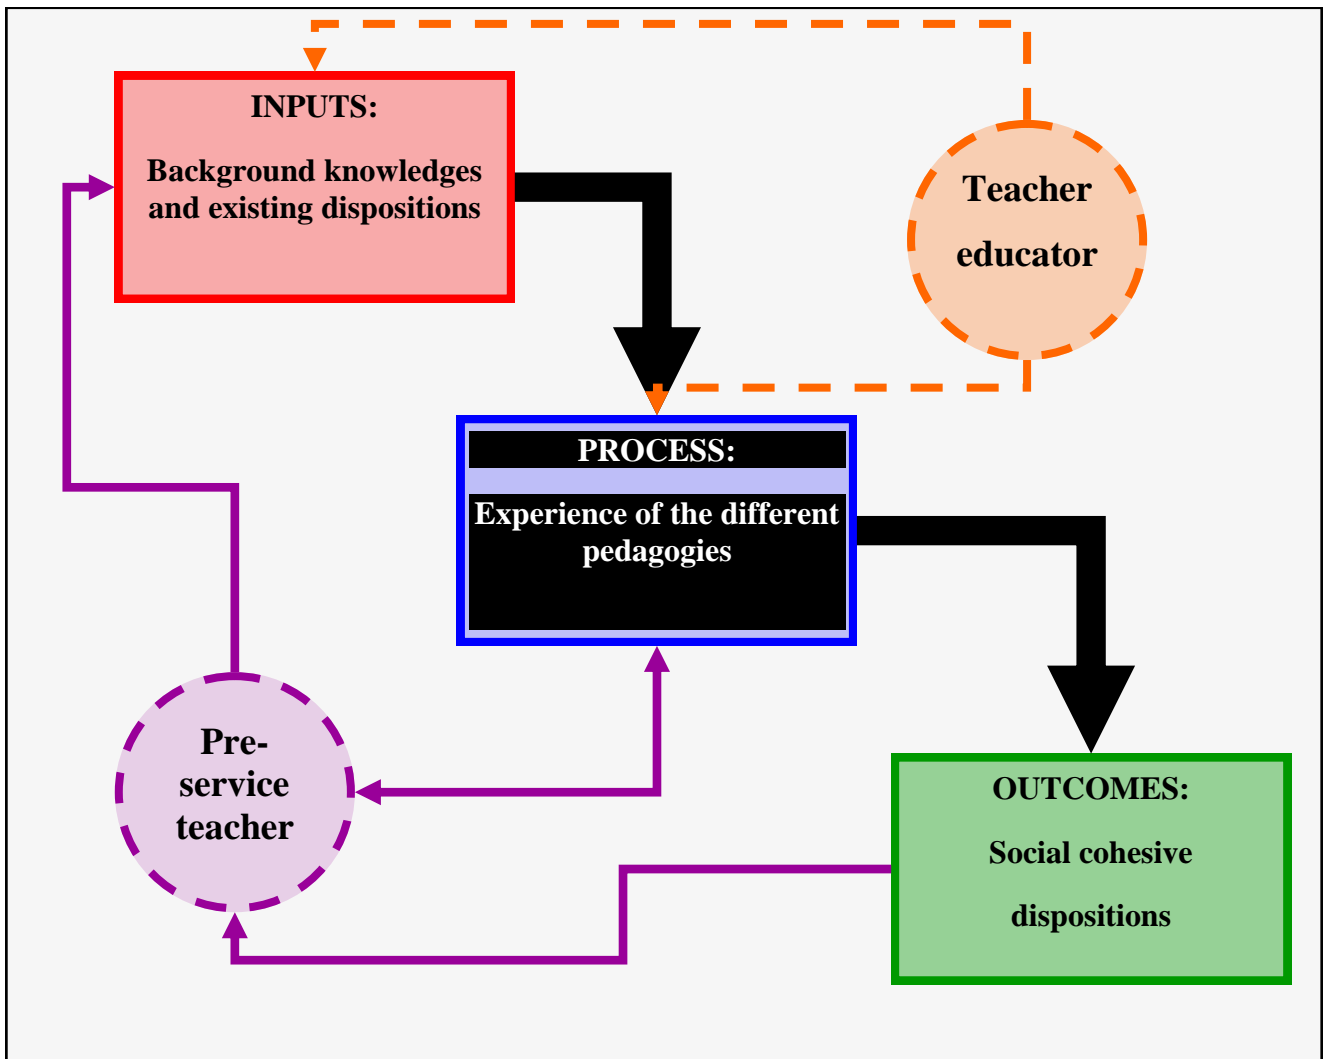 INPUTS:
Background knowledges
and existing dispositions
Teacher
educator
PROCESS:
Experience of the different
pedagogies
Pre-
service
teacher
OUTCOMES:
Social cohesive
dispositions